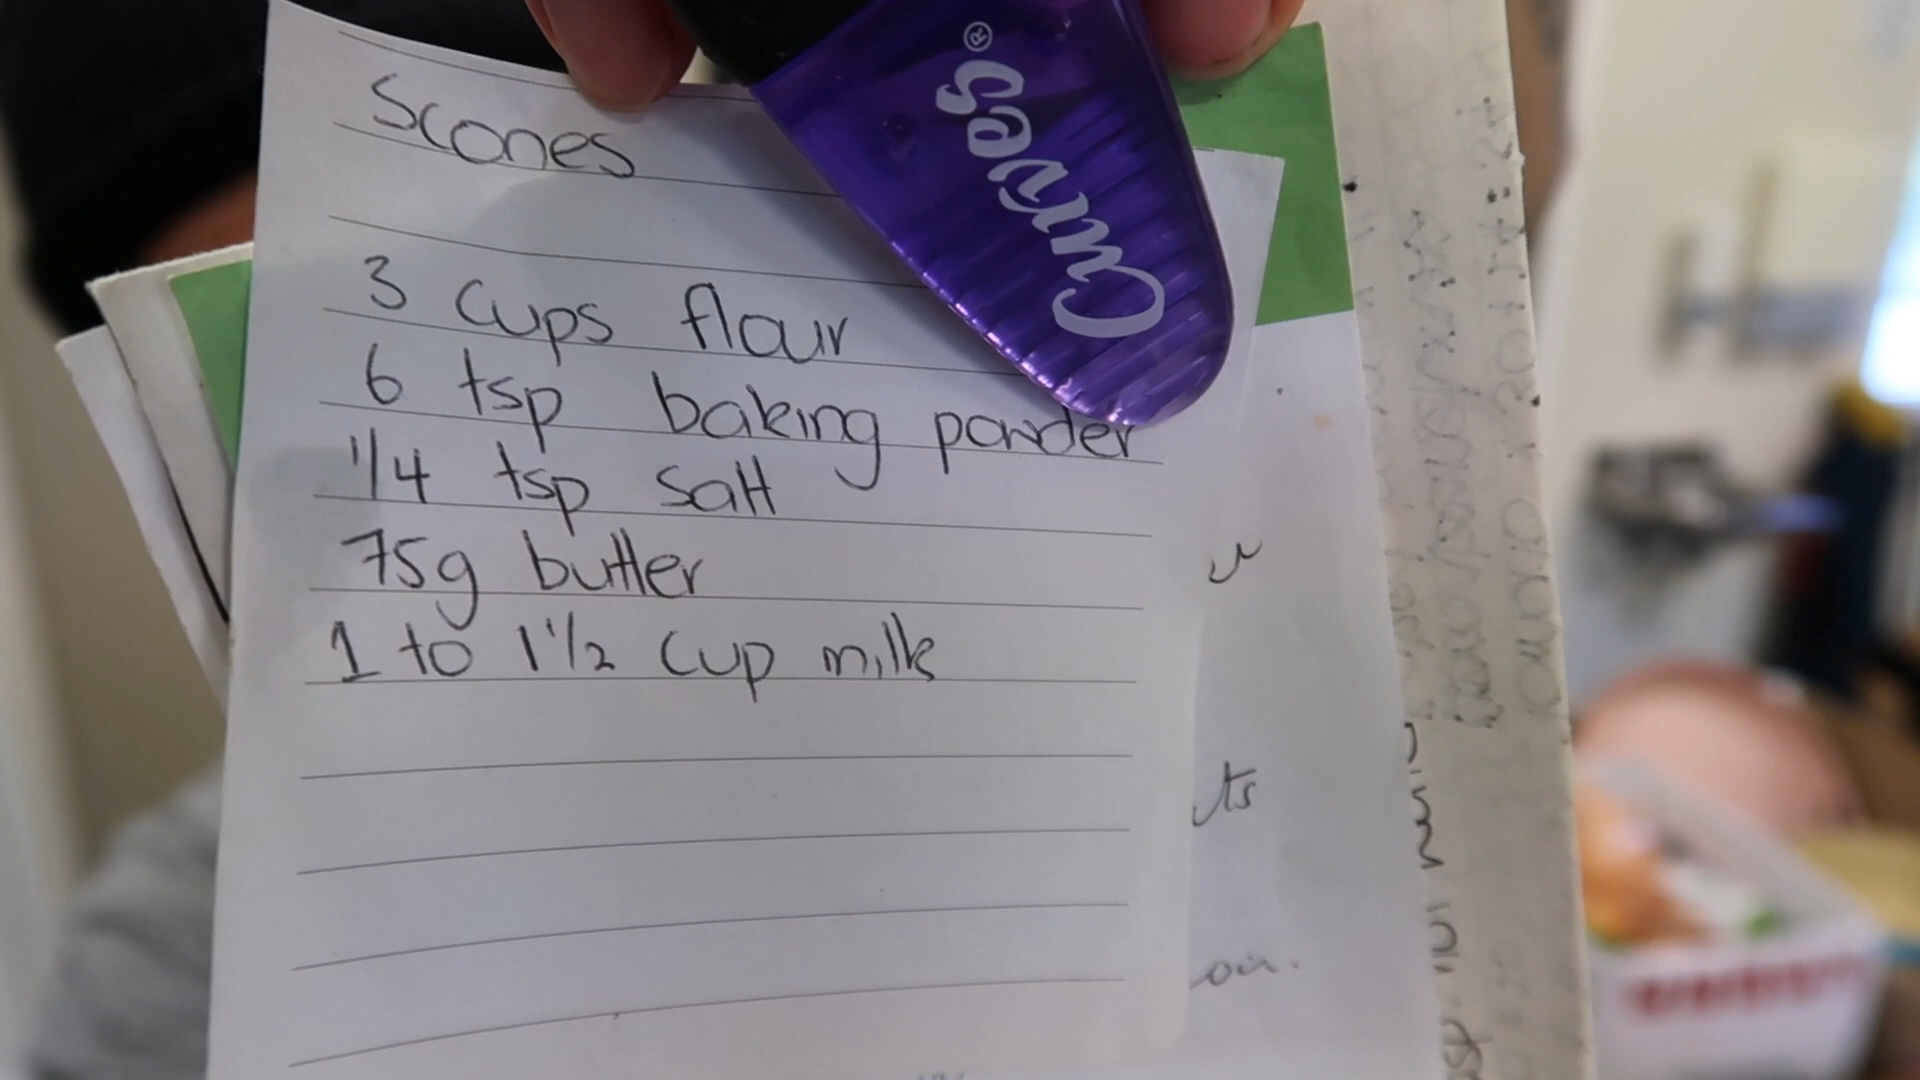 Scones
3 cups flour
6 tsp baking powder
1/4 tsp salt
75g butter
1 to 1 1/2 cup milk
Curves®
ts